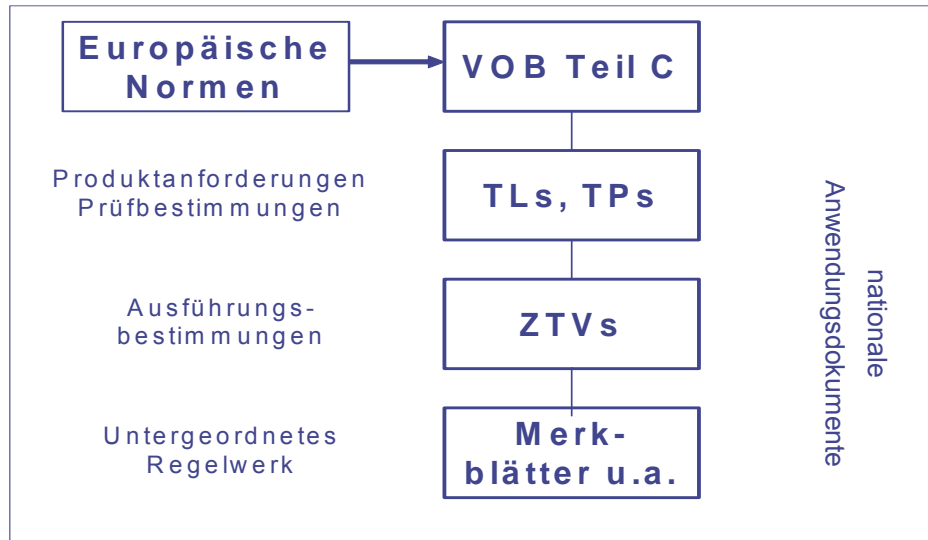 Europäische
Normen
VOB Teil C
Produktanforderungen
Prüfbestimmungen
TLs, TPs
Ausführungs-
bestimmungen
ZTVs
Untergeordnetes
Regelwerk
Merk-
blätter u.a.
nationale
Anwendungsdokumente